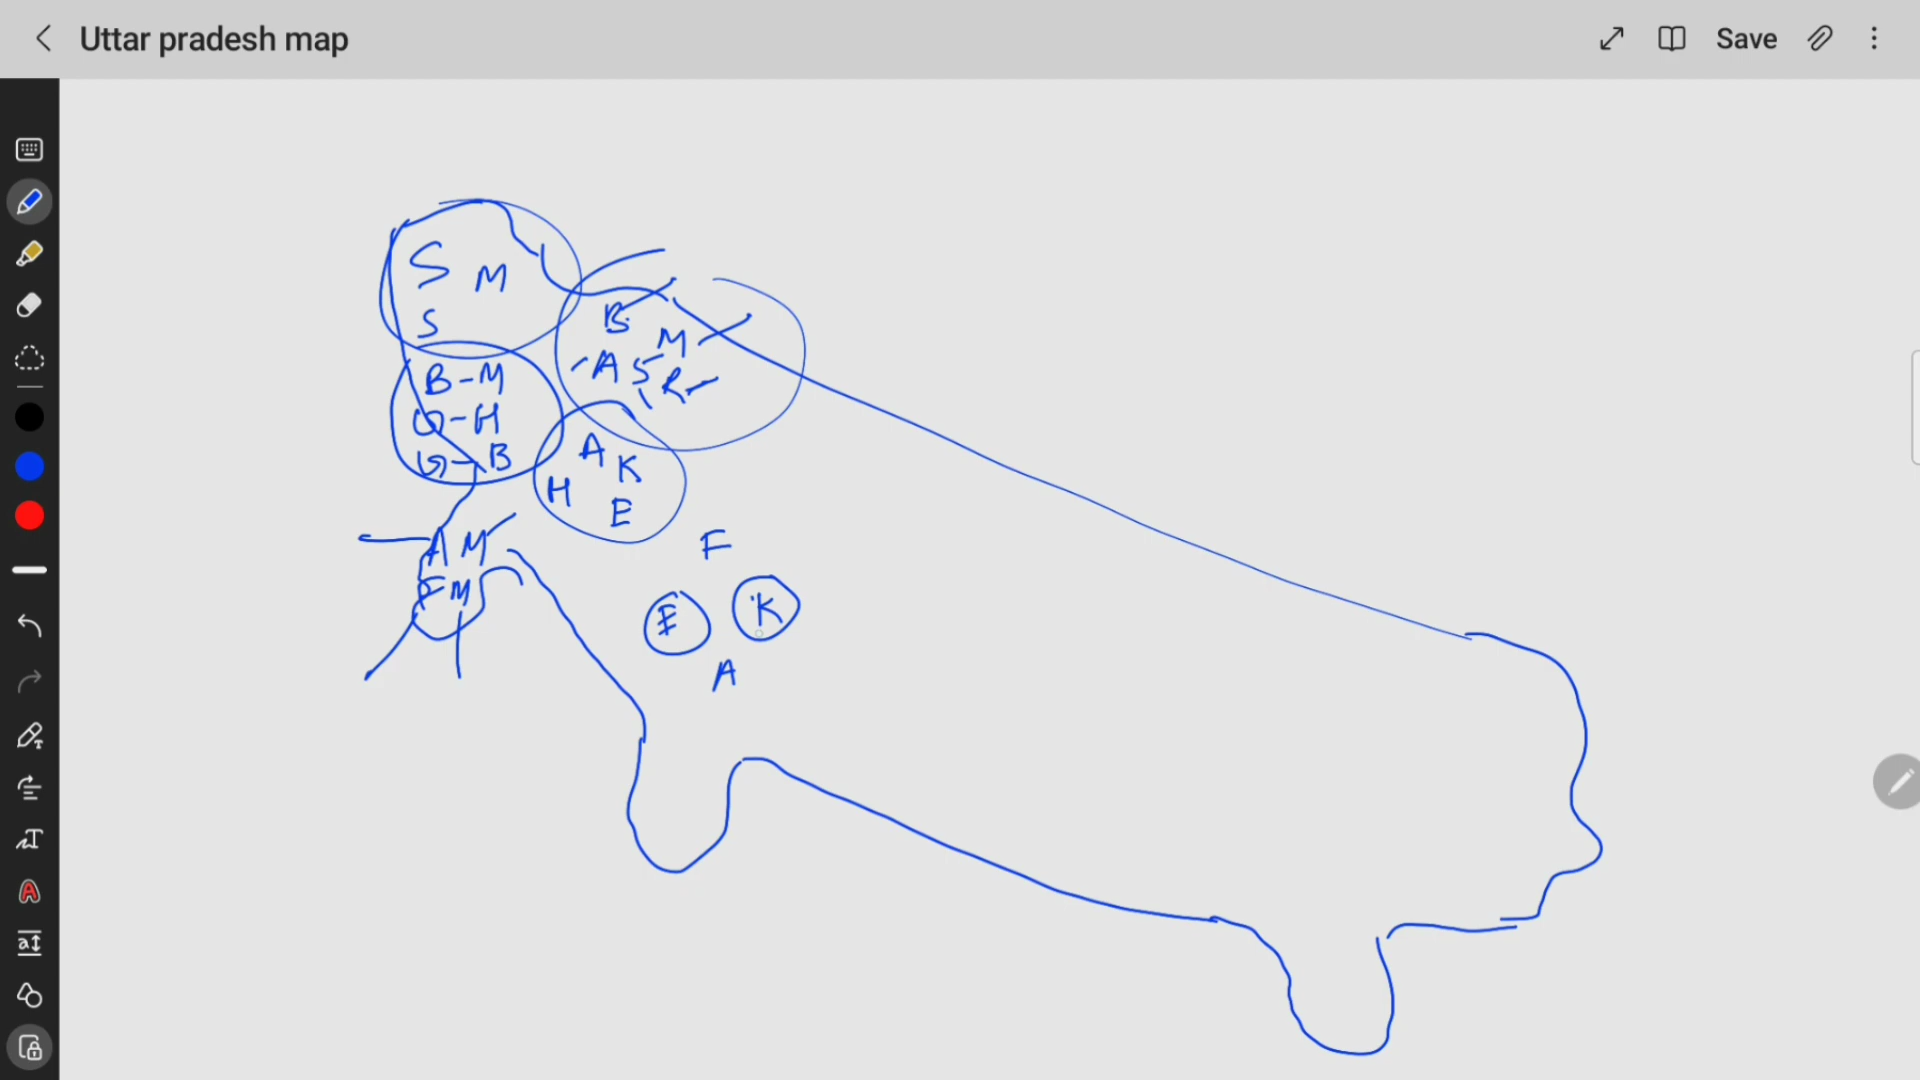 Uttar pradesh map
Save
S M
S
B-M
G-H
G-B
B M
A S R
A K
H E
A M
F M
F
E K
A